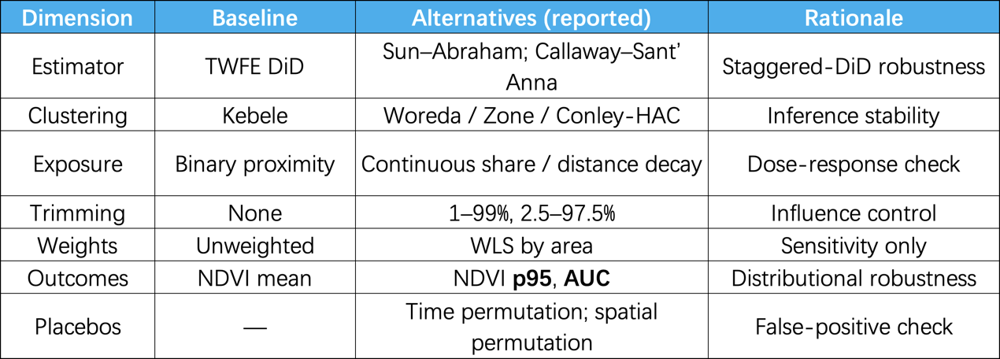 Dimension Baseline Alternatives (reported) Rationale
Estimator TWFE DiD Sun–Abraham; Callaway–Sant’ Anna Staggered-DiD robustness
Clustering Kebele Woreda / Zone / Conley-HAC Inference stability
Exposure Binary proximity Continuous share / distance decay Dose-response check
Trimming None 1–99%, 2.5–97.5% Influence control
Weights Unweighted WLS by area Sensitivity only
Outcomes NDVI mean NDVI p95, AUC Distributional robustness
Placebos — Time permutation; spatial permutation False-positive check